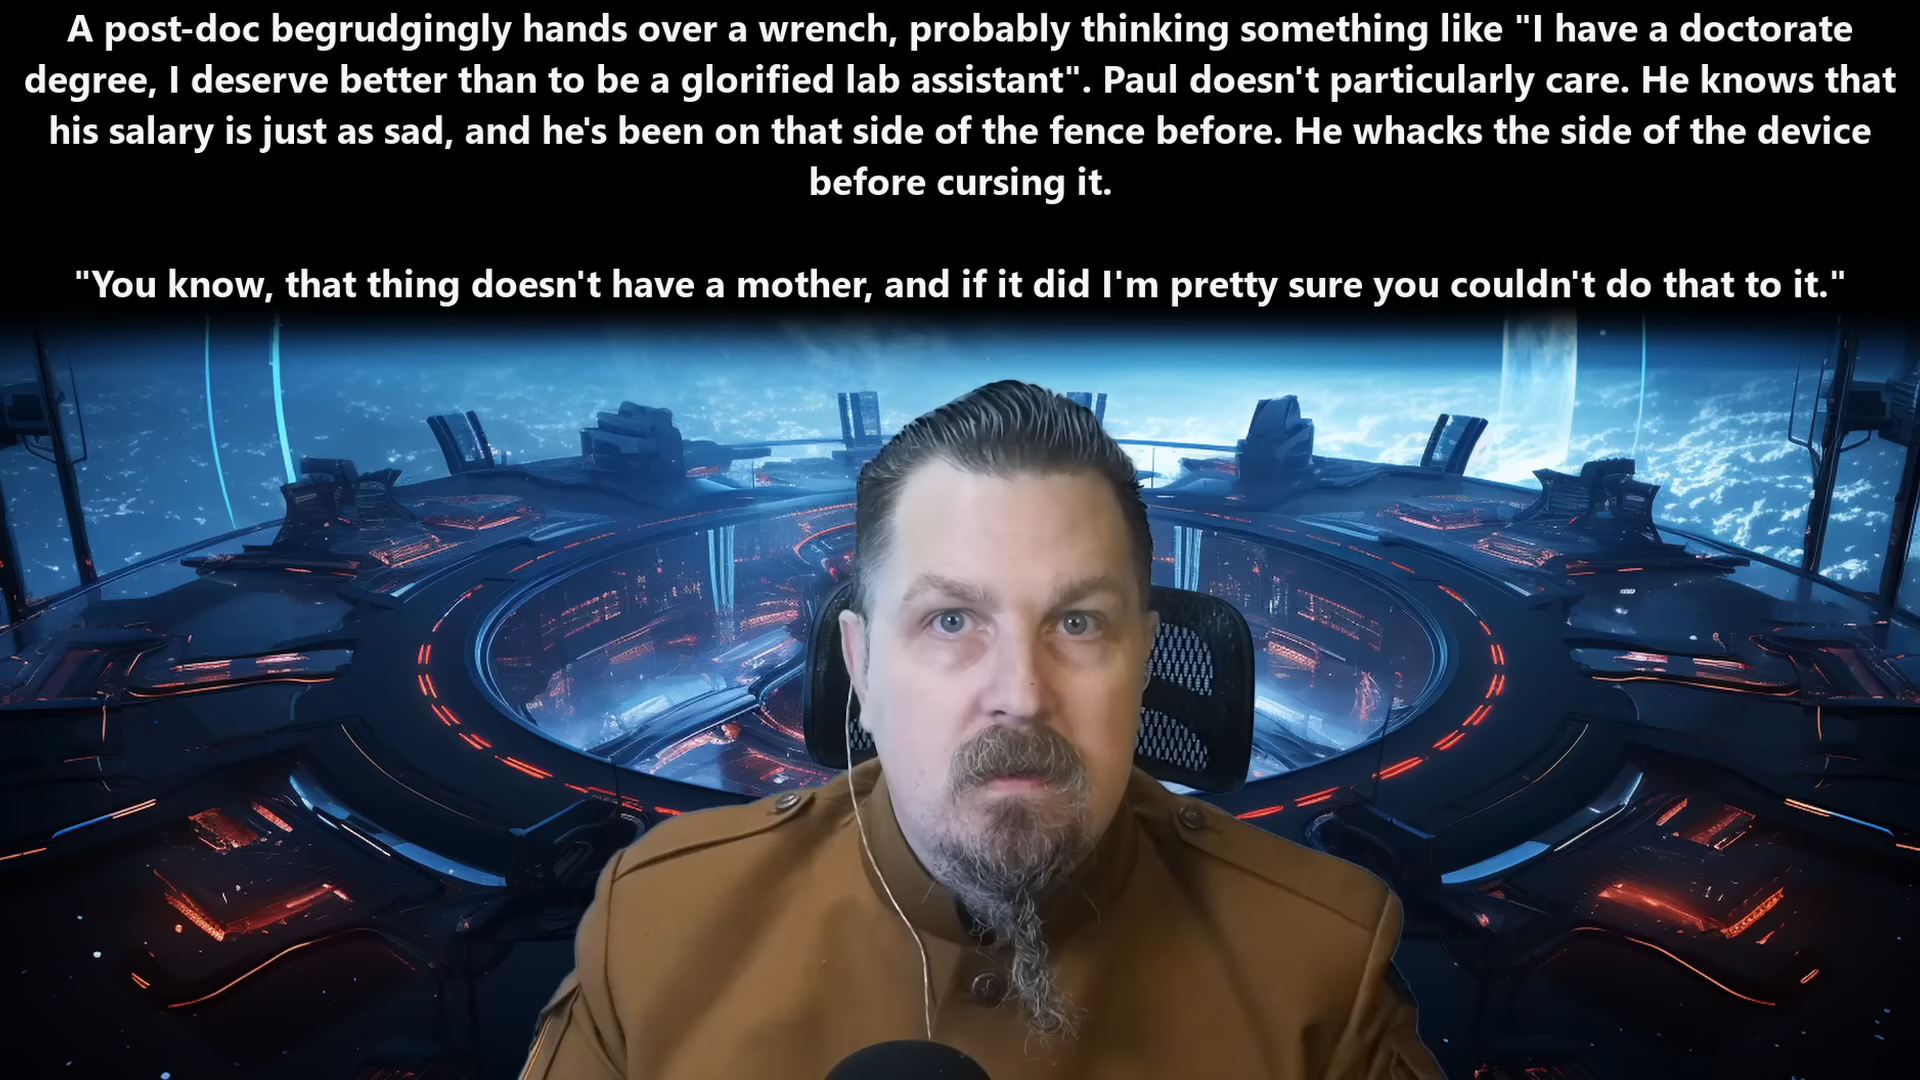 A post-doc begrudgingly hands over a wrench, probably thinking something like "I have a doctorate
degree, I deserve better than to be a glorified lab assistant". Paul doesn't particularly care. He knows that
his salary is just as sad, and he's been on that side of the fence before. He whacks the side of the device
before cursing it.
"You know, that thing doesn't have a mother, and if it did I'm pretty sure you couldn't do that to it."